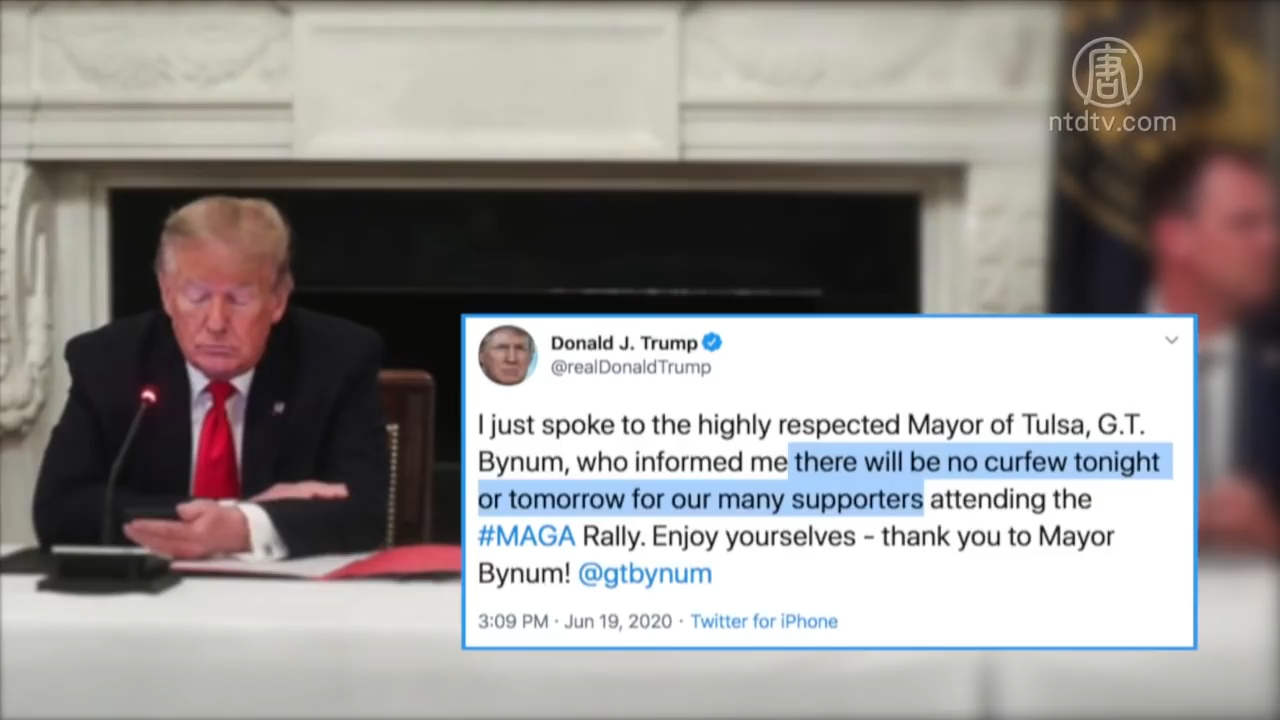 唐
ntdtv.com
Donald J. Trump
@realDonaldTrump
I just spoke to the highly respected Mayor of Tulsa, G.T.
Bynum, who informed me there will be no curfew tonight
or tomorrow for our many supporters attending the
#MAGA Rally. Enjoy yourselves - thank you to Mayor
Bynum! @gtbynum
3:09 PM · Jun 19, 2020 · Twitter for iPhone